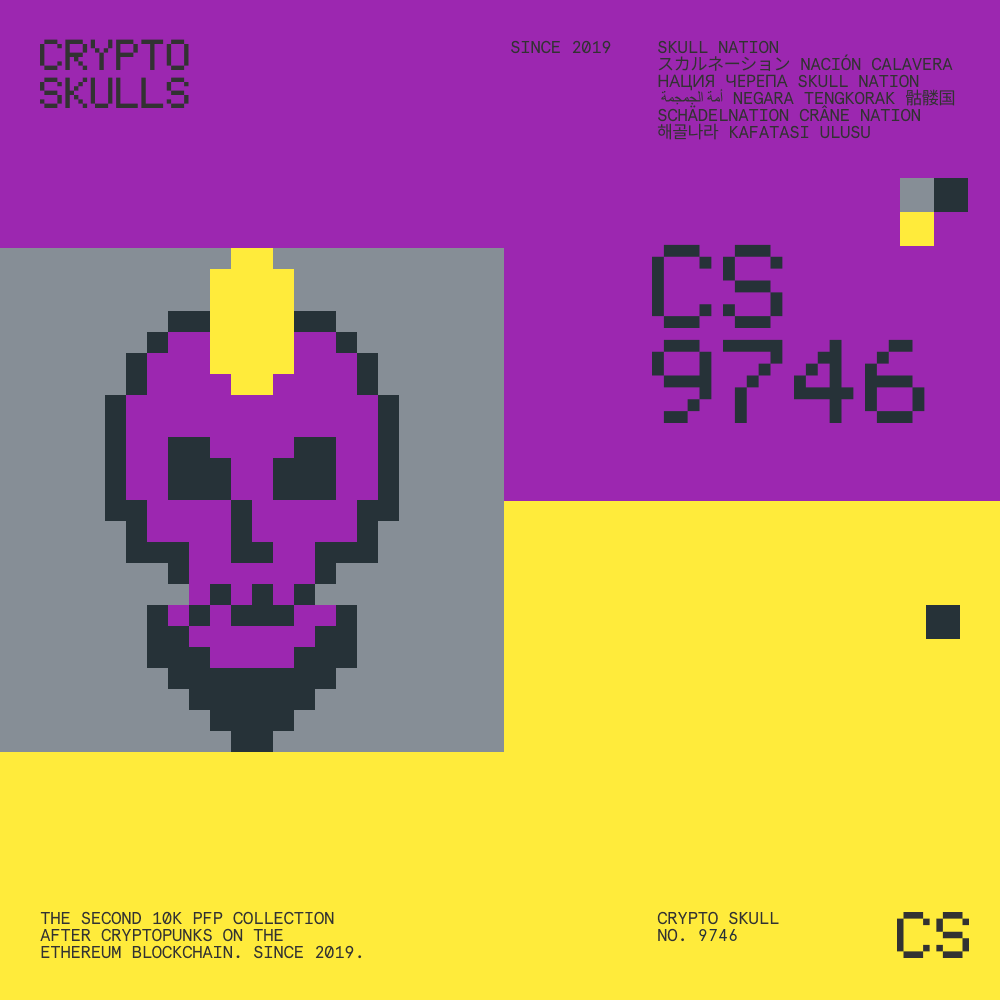 CRYPTO
SKULLS
SINCE 2019
SKULL NATION
スカルネーション NACIÓN CALAVERA
НАЦИЯ ЧЕРЕПА SKULL NATION
أمة الجمجمة NEGARA TENGKORAK 骷髅国
SCHÄDELNATION CRÂNE NATION
해골나라 KAFATASI ULUSU
CS
9746
THE SECOND 10K PFP COLLECTION
AFTER CRYPTOPUNKS ON THE
ETHEREUM BLOCKCHAIN. SINCE 2019.
CRYPTO SKULL
NO. 9746
CS